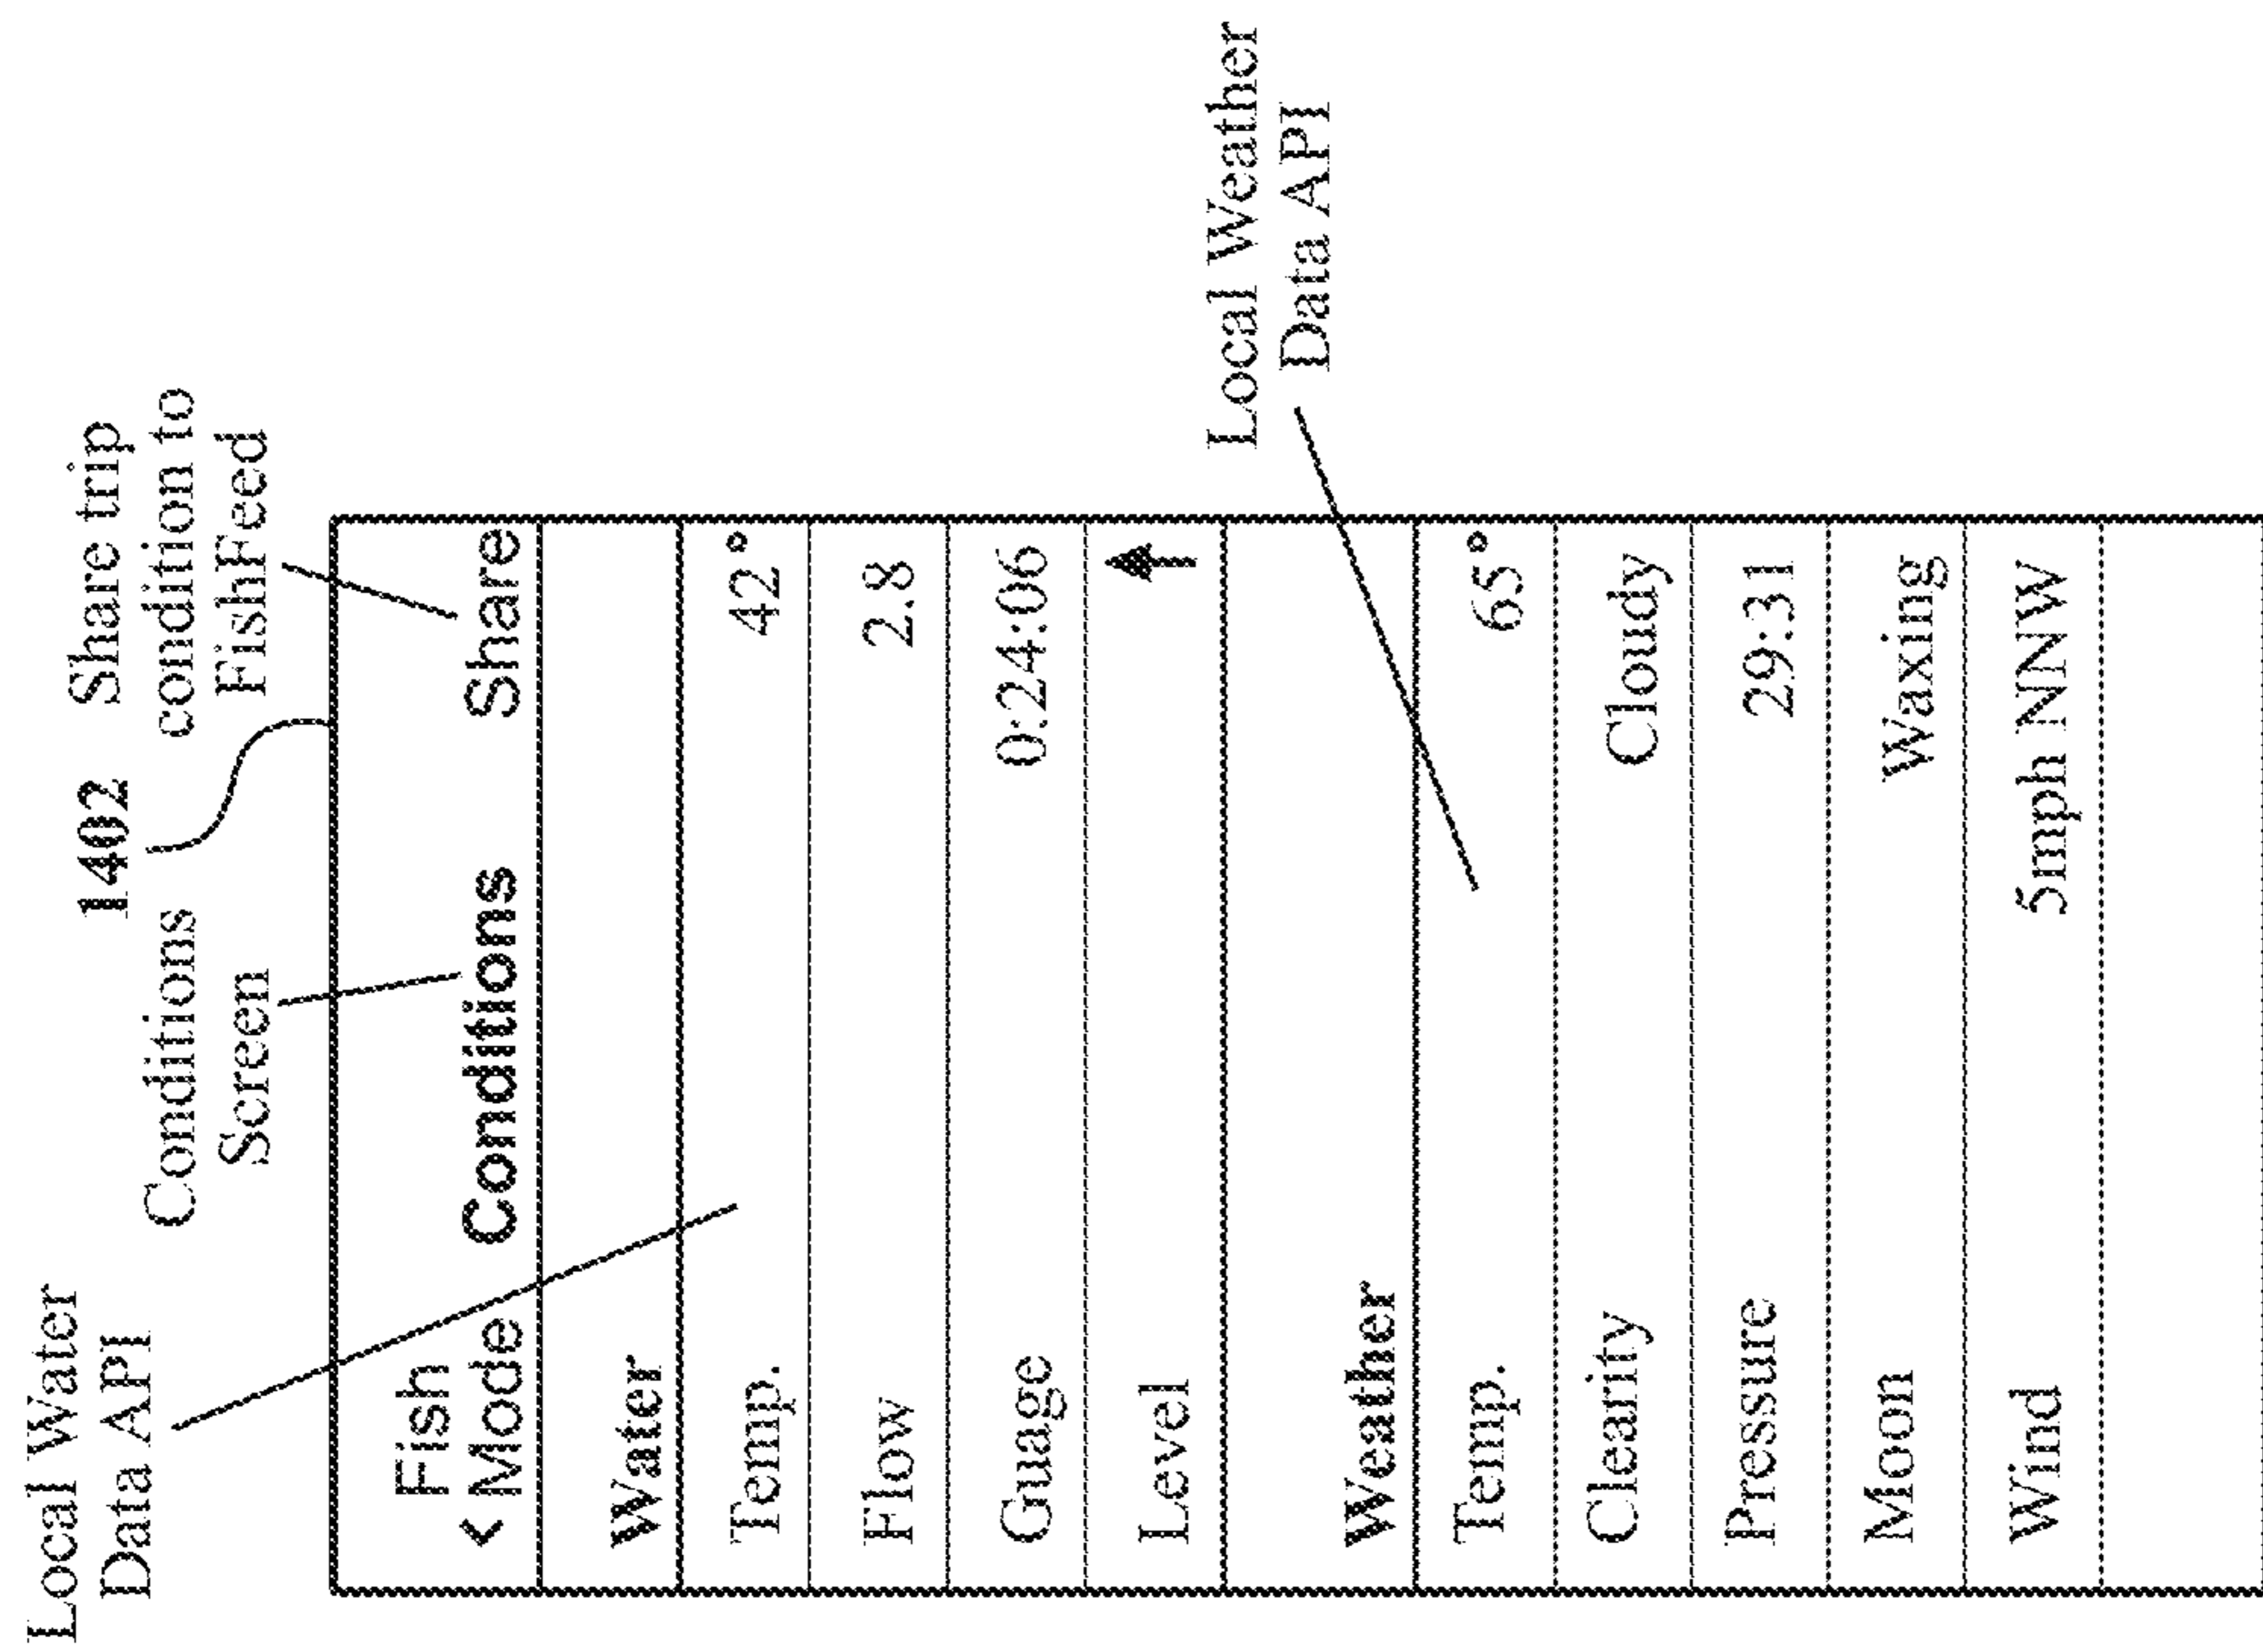 Local Water
Data API
Conditions
Screen
1402
Share trip
condition to
FishFeed
Fish
< Mode Conditions Share
Water
Temp. 42°
Flow 2.8
Guage 0:24:06
Level ↑
Weather
Temp. 65°
Clearity Cloudy
Pressure 29:31
Moon Waxing
Wind 5mph NNW
Local Weather
Data API